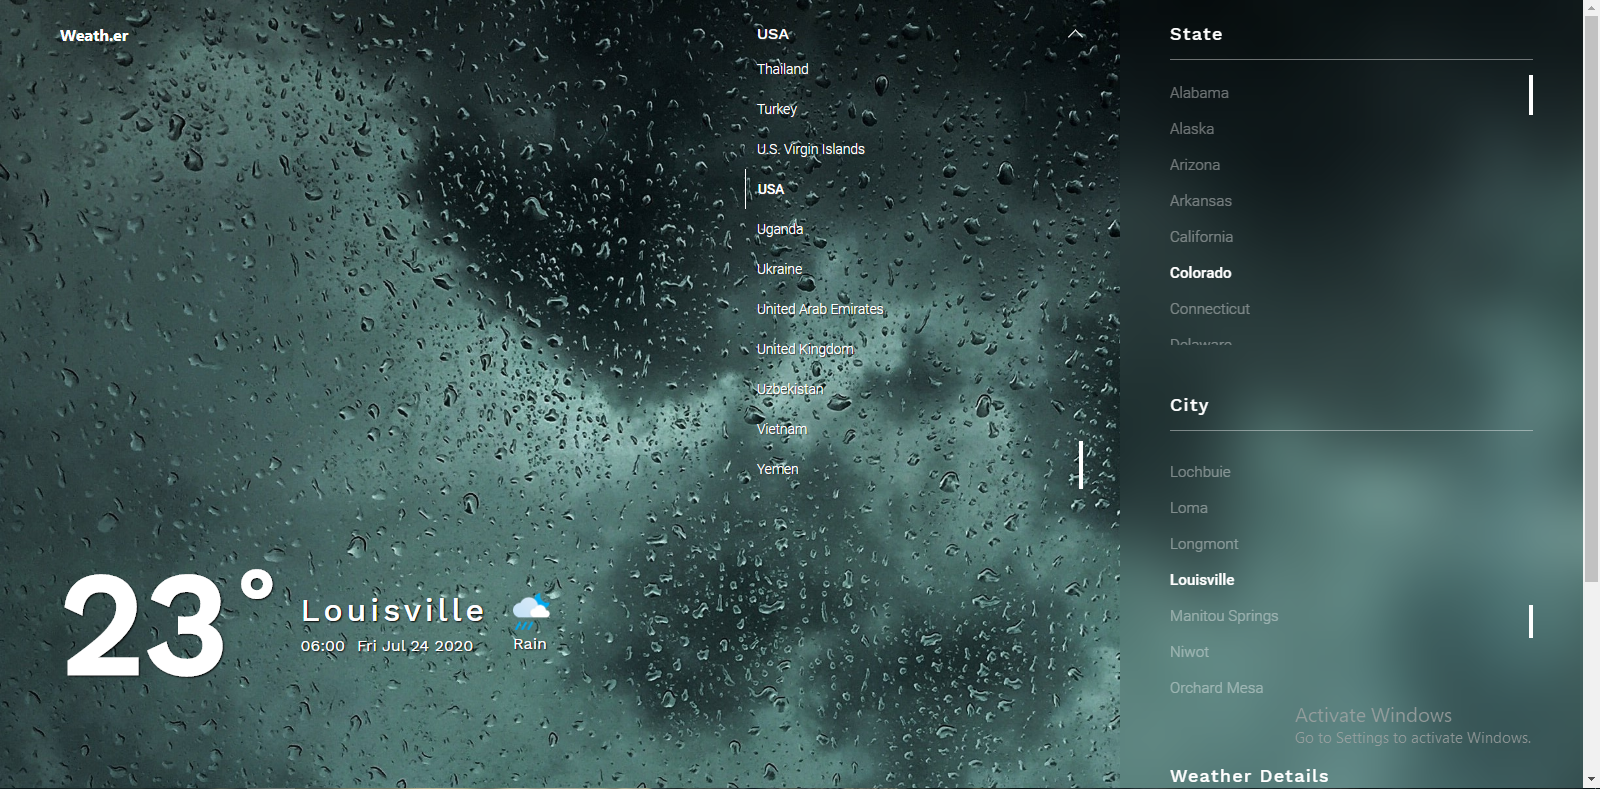 Weath.er
USA
Thailand
Turkey
U.S. Virgin Islands
USA
Uganda
Ukraine
United Arab Emirates
United Kingdom
Uzbekistan
Vietnam
Yemen
23°
Louisville
06:00 Fri Jul 24 2020
Rain
State
Alabama
Alaska
Arizona
Arkansas
California
Colorado
Connecticut
Delaware
City
Lochbuie
Loma
Longmont
Louisville
Manitou Springs
Niwot
Orchard Mesa
Activate Windows
Go to Settings to activate Windows.
Weather Details